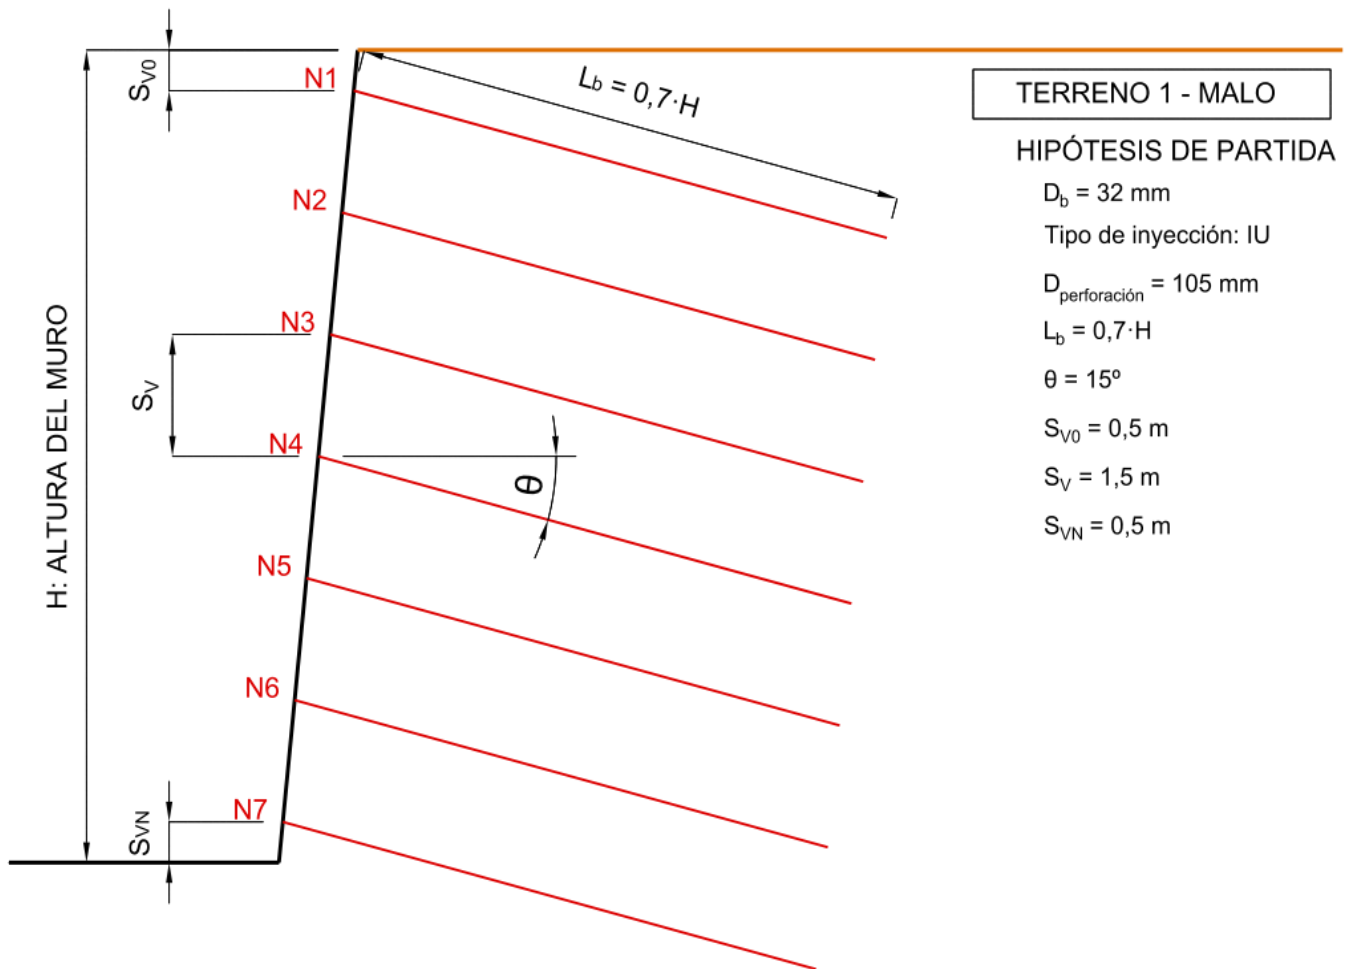 S_V0
N1
L_b = 0,7·H
N2
N3
S_V
N4
θ
H: ALTURA DEL MURO
N5
N6
N7
S_VN
TERRENO 1 - MALO
HIPÓTESIS DE PARTIDA
D_b = 32 mm
Tipo de inyección: IU
D_perforación = 105 mm
L_b = 0,7·H
θ = 15º
S_V0 = 0,5 m
S_V = 1,5 m
S_VN = 0,5 m